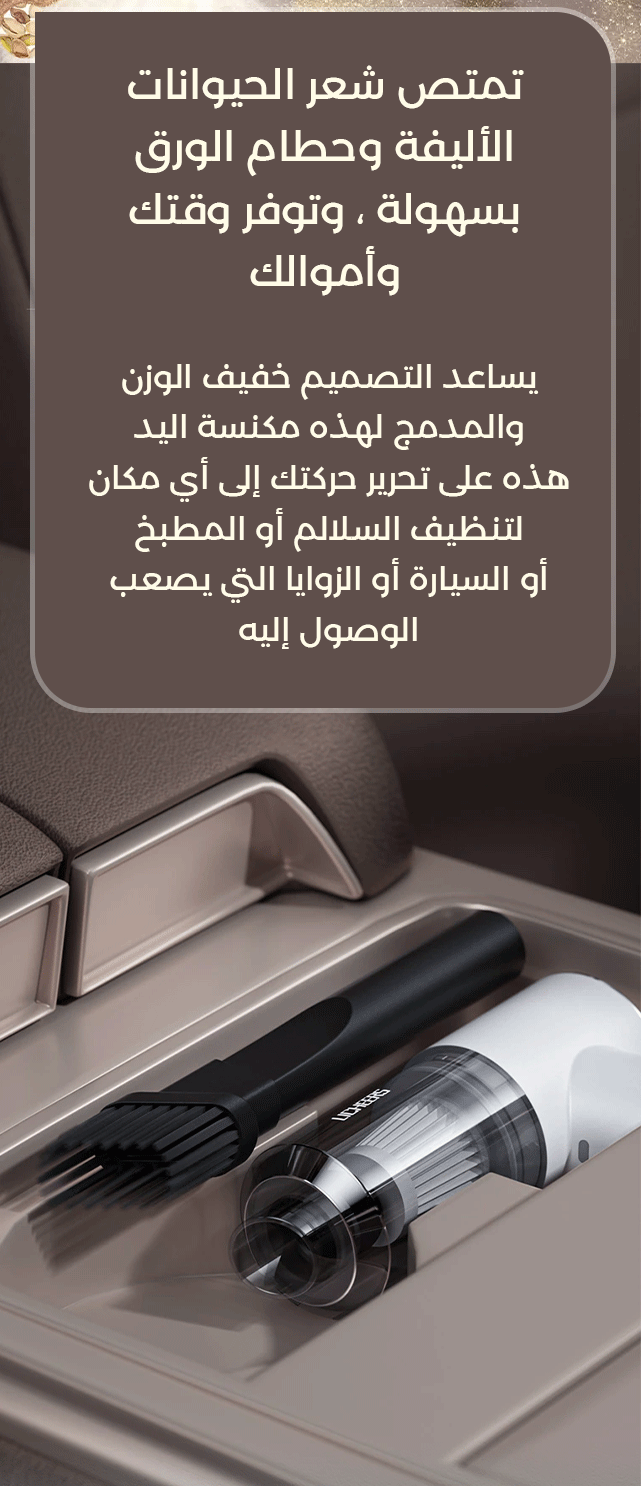 تمتص شعر الحيوانات
الأليفة وحطام الورق
بسهولة ، وتوفر وقتك
وأموالك
يساعد التصميم خفيف الوزن
والمدمج لهذه مكنسة اليد
هذه على تحرير حركتك إلى أي مكان
لتنظيف السلالم أو المطبخ
أو السيارة أو الزوايا التي يصعب
الوصول إليه
LICHEERS